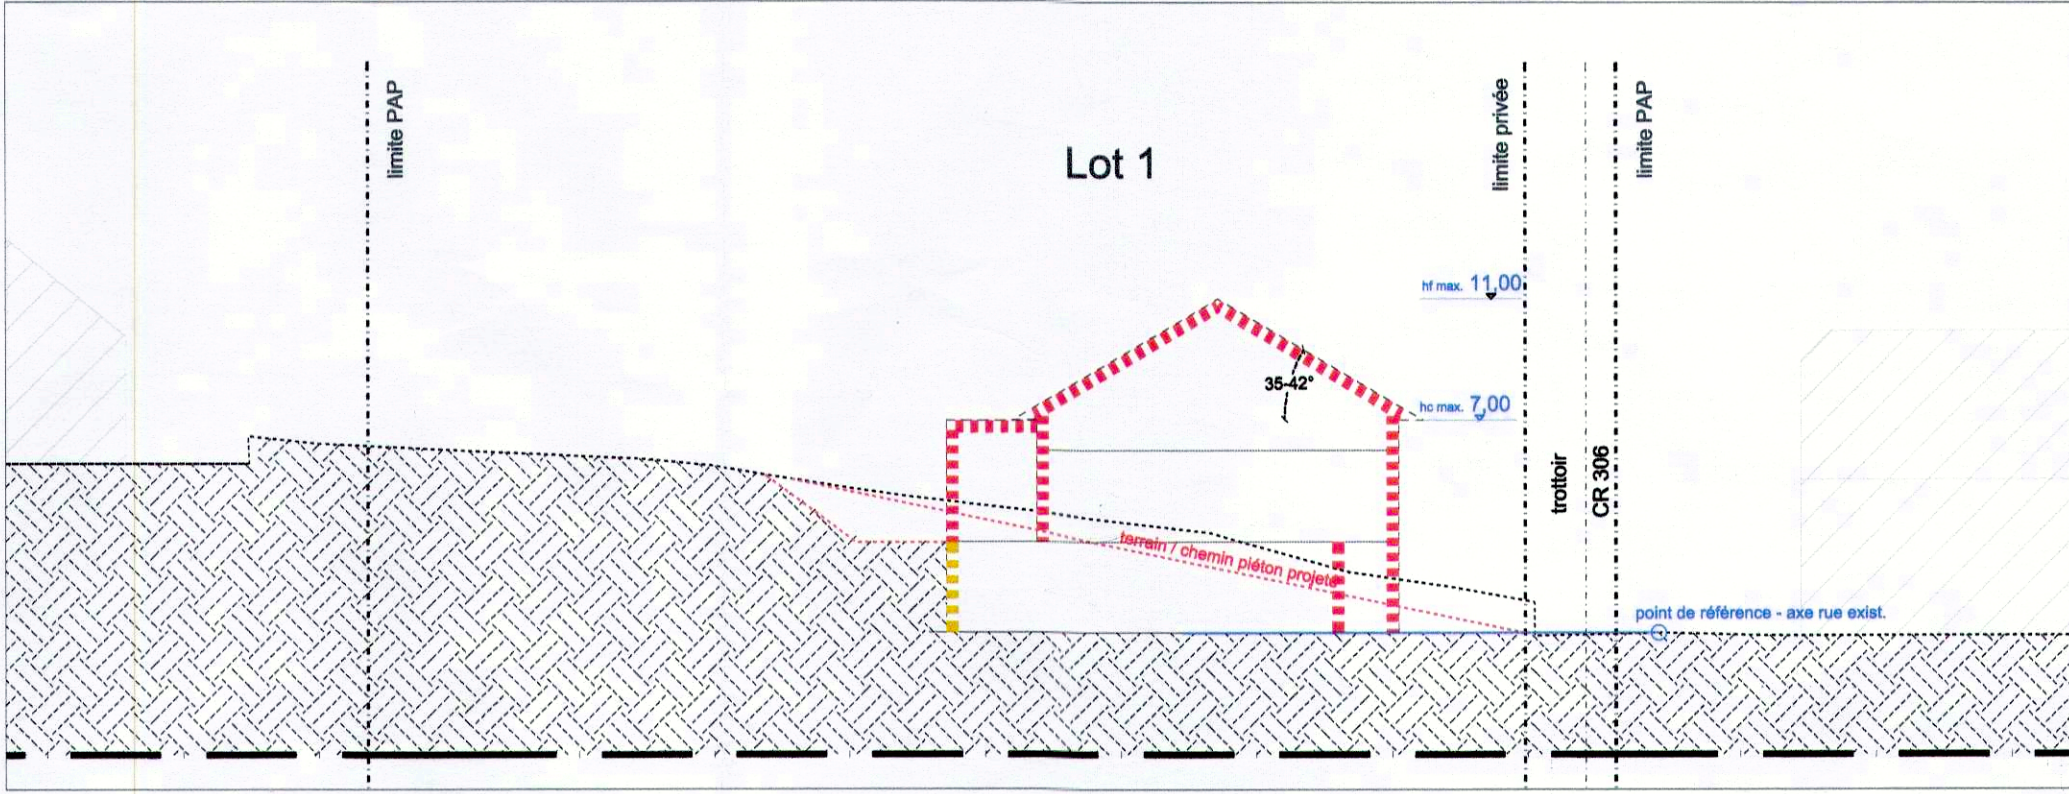 limite PAP
Lot 1
limite privée
limite PAP
hf max. 11,00
35-42°
hc max. 7,00
trottoir
CR 306
terrain / chemin piéton projeté
point de référence - axe rue exist.